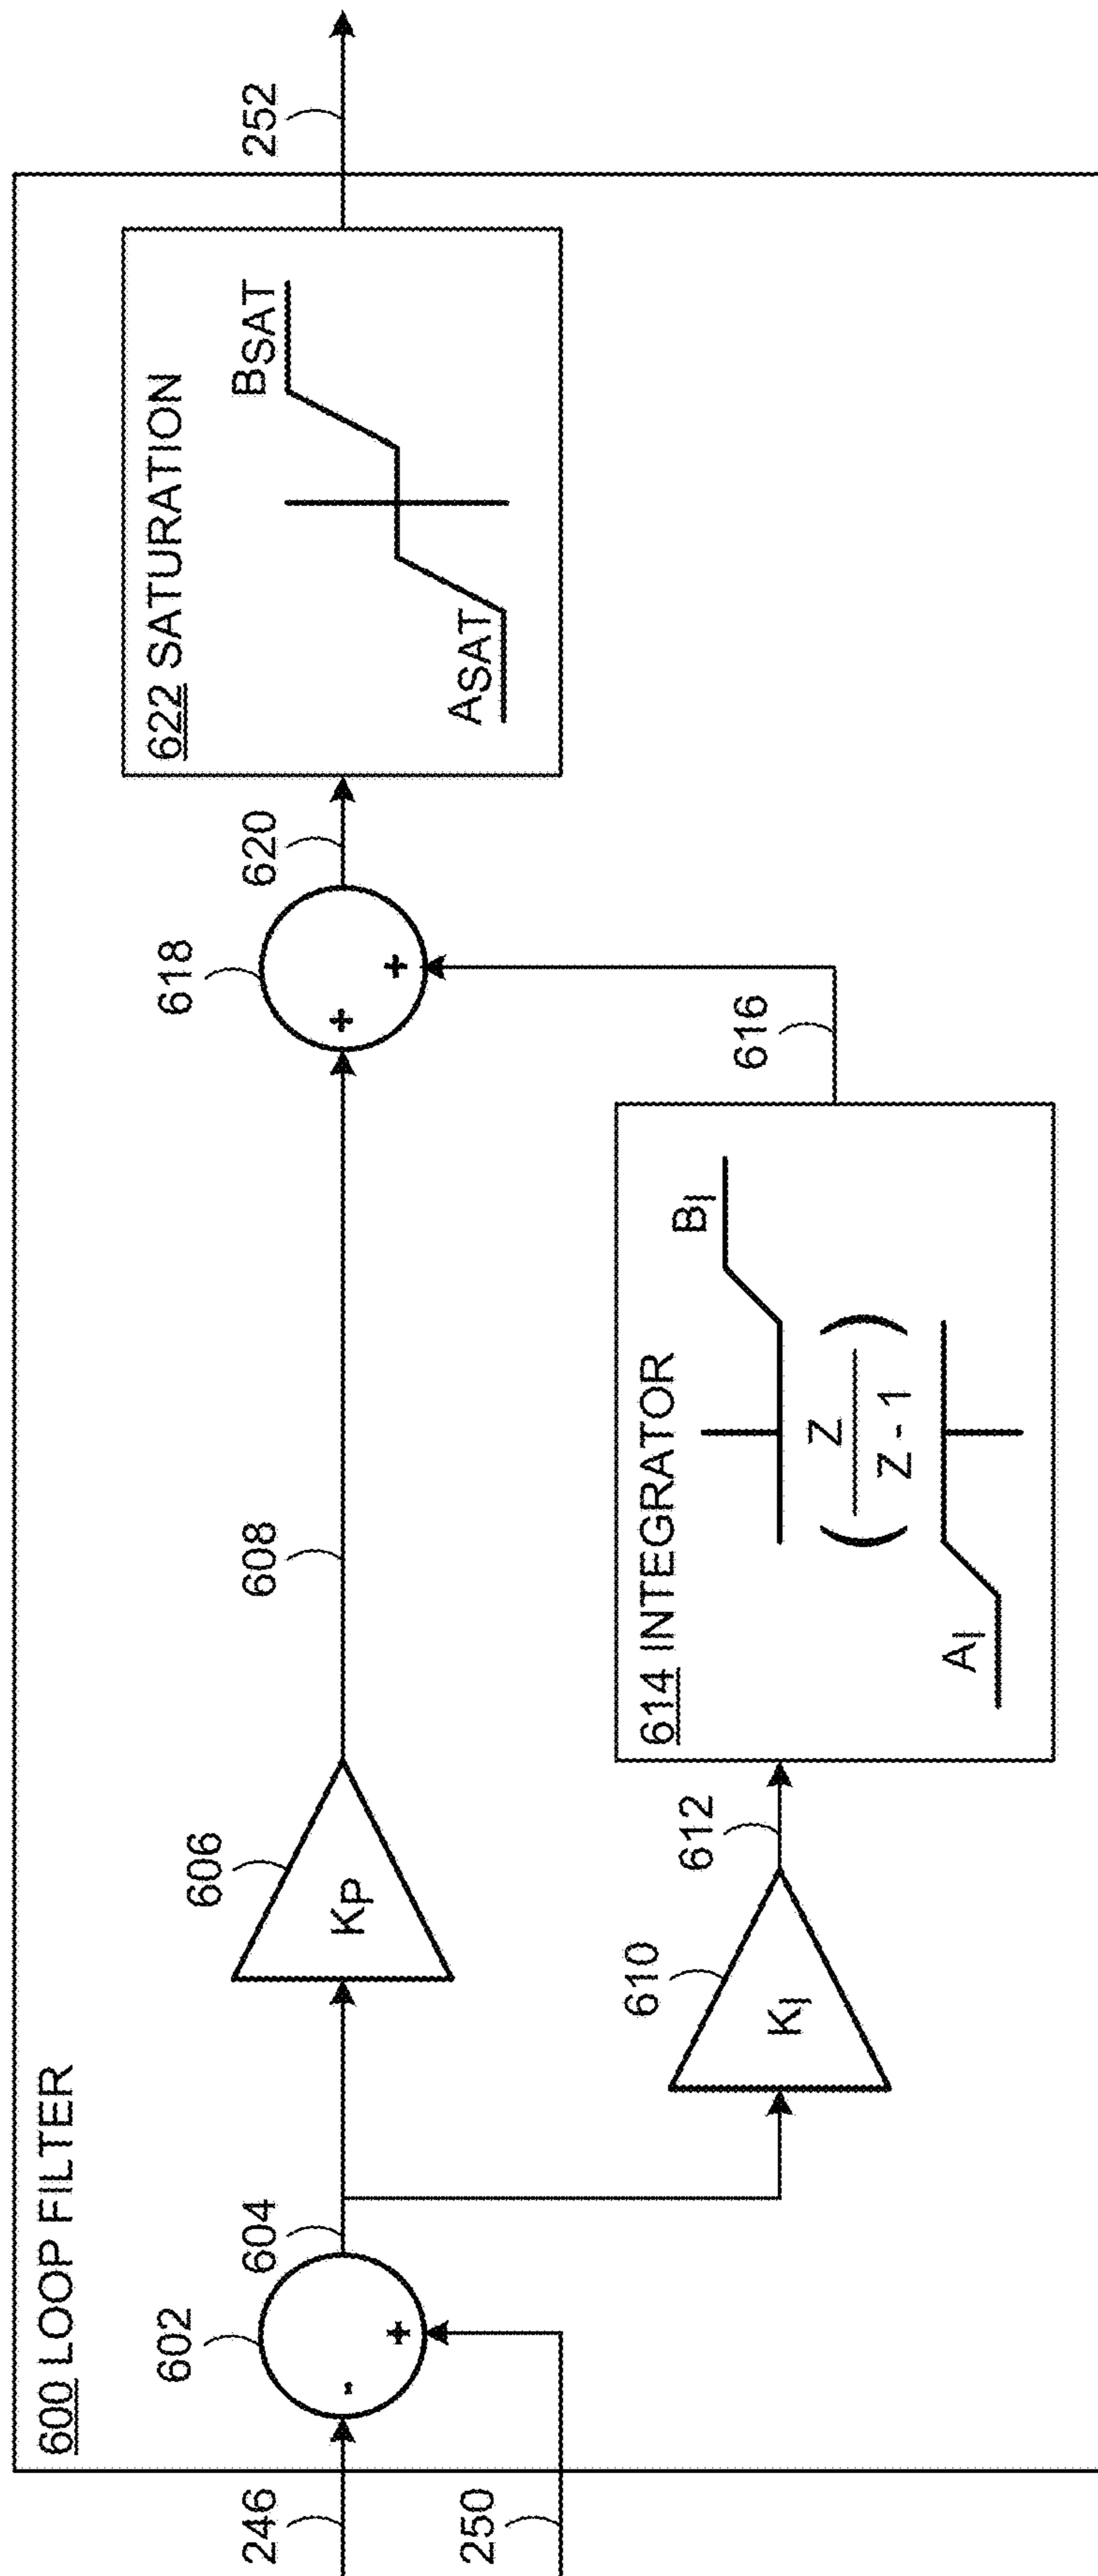 600 LOOP FILTER
246
250
602
-
+
604
606
KP
608
610
KI
612
614 INTEGRATOR
AI
BI
( Z / Z - 1 )
616
618
+
+
620
622 SATURATION
ASAT
BSAT
252